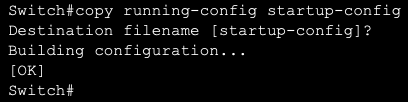 Switch#copy running-config startup-config
Destination filename [startup-config]?
Building configuration...
[OK]
Switch#